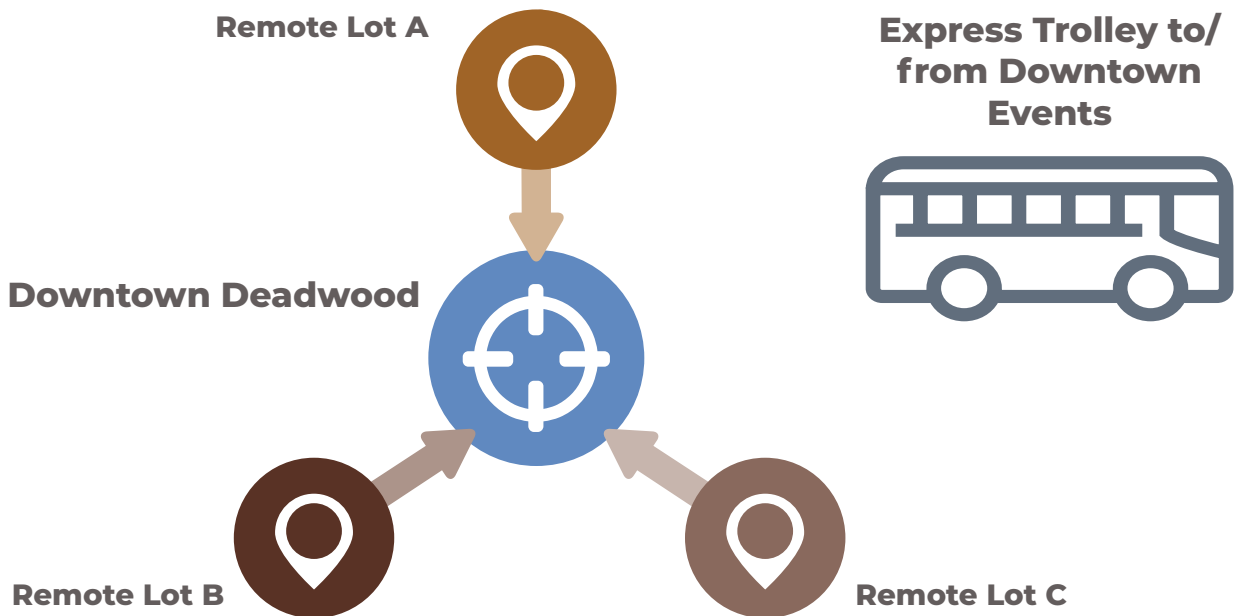 Remote Lot A
Express Trolley to/
from Downtown
Events
Downtown Deadwood
Remote Lot B
Remote Lot C